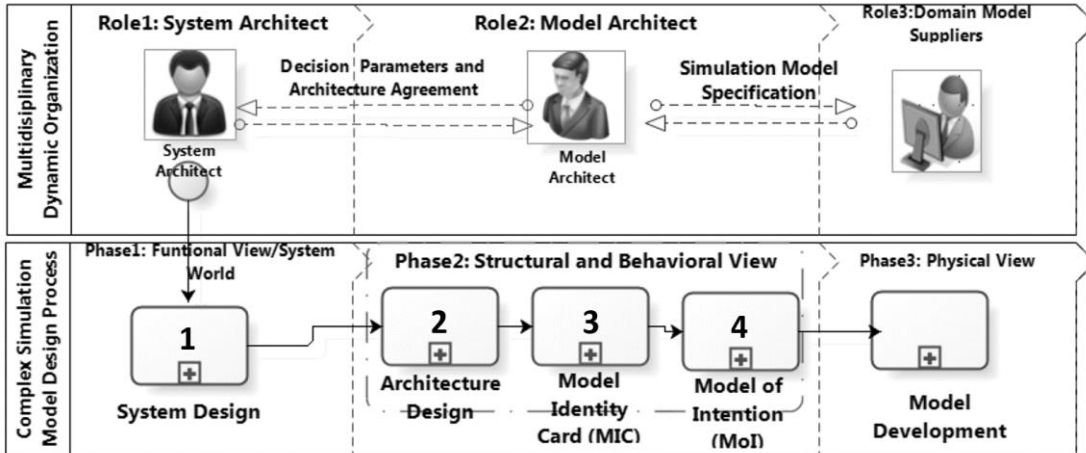 Multidisiplinary
Dynamic Organization
Role1: System Architect
Role2: Model Architect
Role3:Domain Model
Suppliers
Decision Parameters and
Architecture Agreement
Simulation Model
Specification
System
Architect
Model
Architect
Complex Simulation
Model Design Process
Phase1: Funtional View/System
World
Phase2: Structural and Behavioral View
Phase3: Physical View
1
2
3
4
System Design
Architecture
Design
Model
Identity
Card (MIC)
Model of
Intention
(MoI)
Model
Development